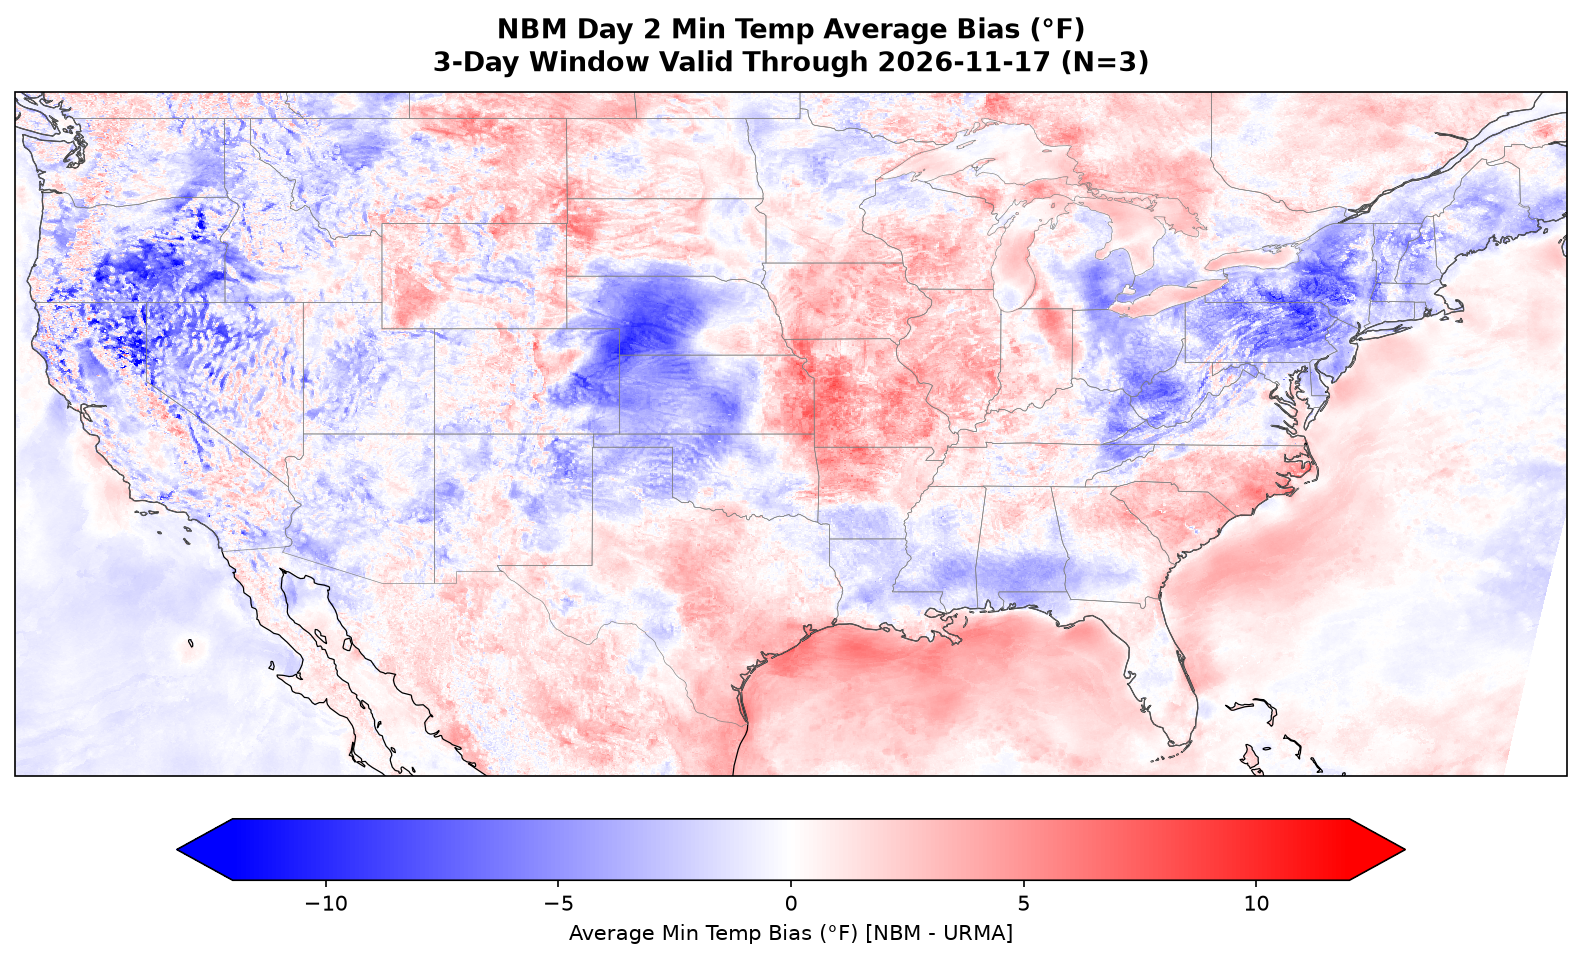 NBM Day 2 Min Temp Average Bias (°F)
3-Day Window Valid Through 2026-11-17 (N=3)
−10 −5 0 5 10
Average Min Temp Bias (°F) [NBM - URMA]